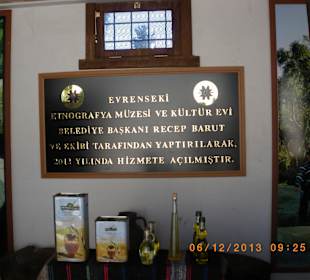 EVRENSEKİ
ETNOGRAFYA MÜZESİ VE KÜLTÜR EVİ
BELEDİYE BAŞKANI RECEP BARUT
VE EKİBİ TARAFINDAN YAPTIRILARAK,
2013 YILINDA HİZMETE AÇILMIŞTIR.
06/12/2013 09:25